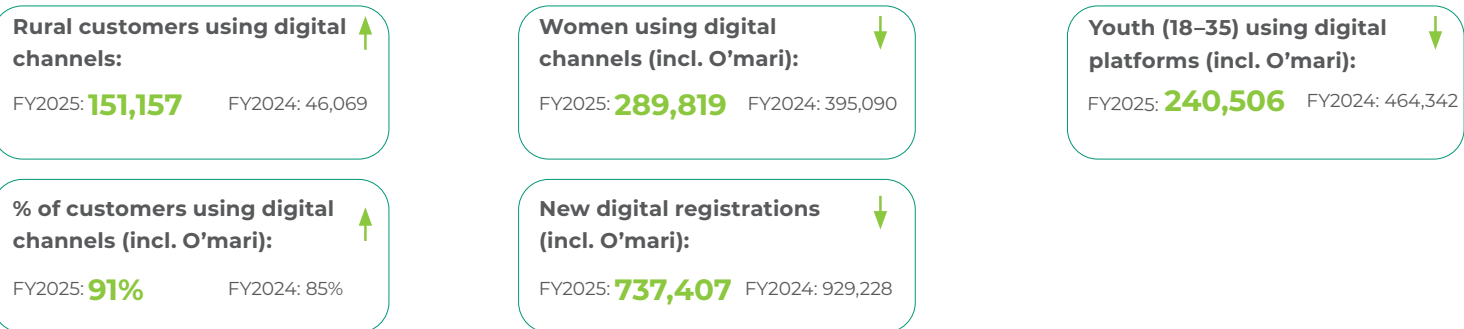 Rural customers using digital
channels:
FY2025: 151,157 FY2024: 46,069
Women using digital
channels (incl. O’mari):
FY2025: 289,819 FY2024: 395,090
Youth (18–35) using digital
platforms (incl. O’mari):
FY2025: 240,506 FY2024: 464,342
% of customers using digital
channels (incl. O’mari):
FY2025: 91% FY2024: 85%
New digital registrations
(incl. O’mari):
FY2025: 737,407 FY2024: 929,228